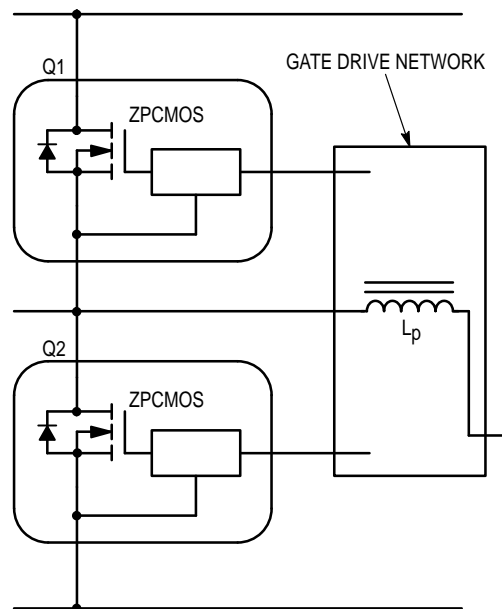 GATE DRIVE NETWORK
Q1
ZPCMOS
Lp
Q2
ZPCMOS